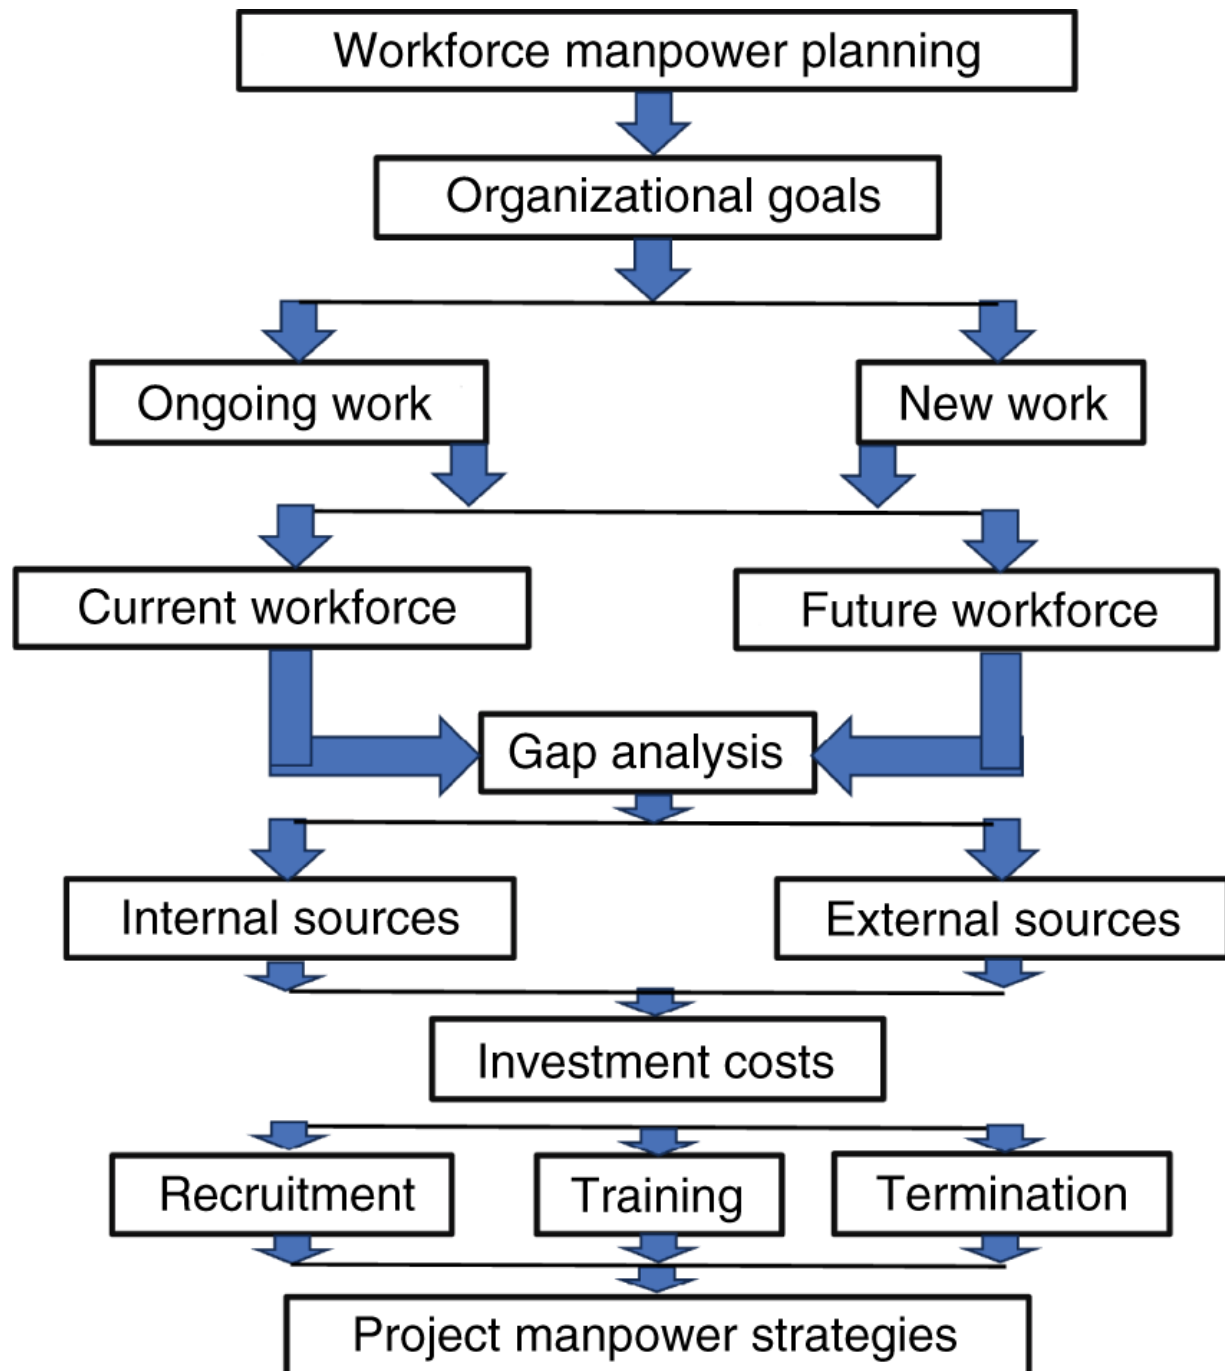 Workforce manpower planning
Organizational goals
Ongoing work
New work
Current workforce
Future workforce
Gap analysis
Internal sources
External sources
Investment costs
Recruitment
Training
Termination
Project manpower strategies